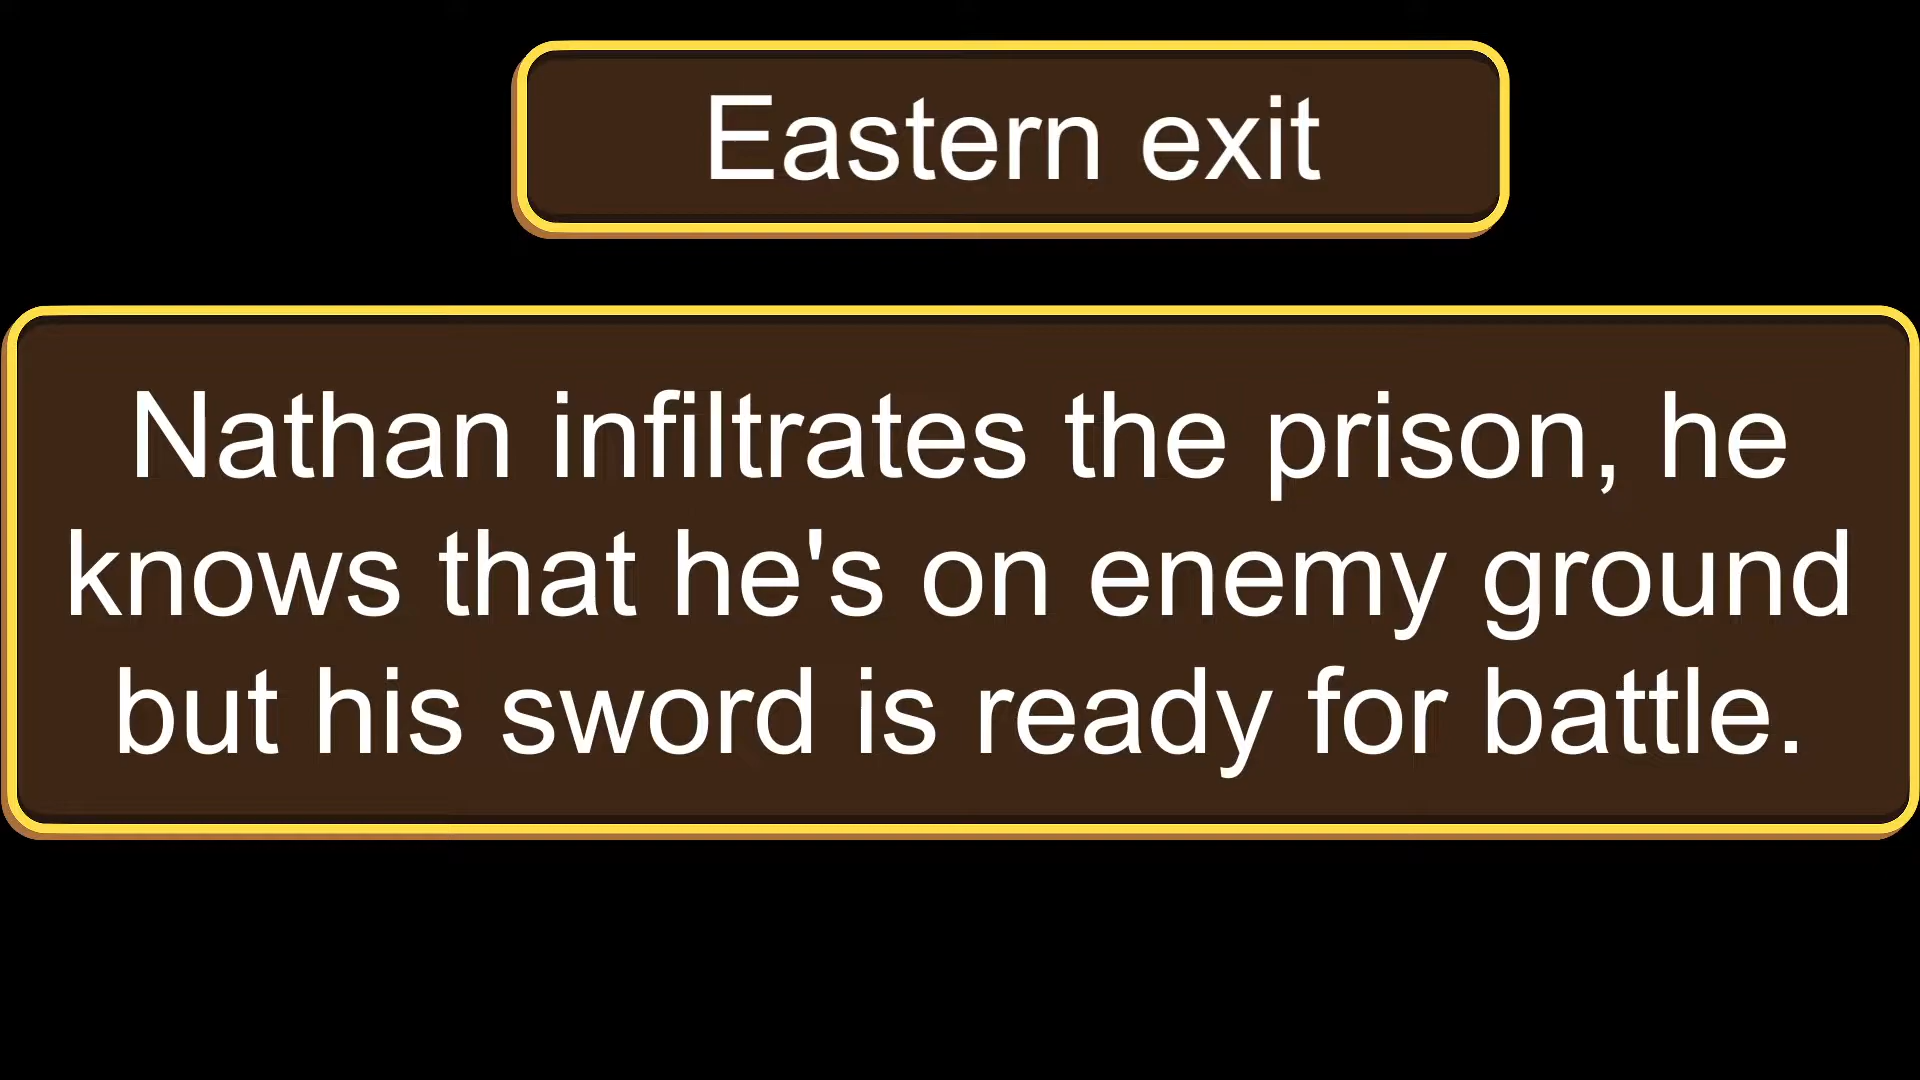 Eastern exit
Nathan infiltrates the prison, he
knows that he's on enemy ground
but his sword is ready for battle.